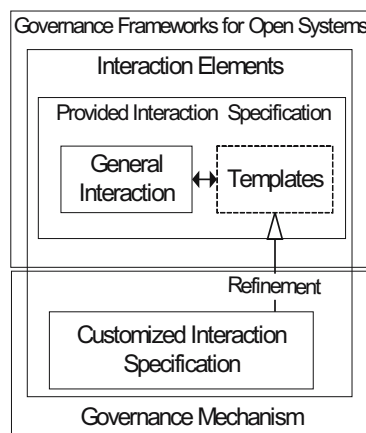 Governance Frameworks for Open Systems
Interaction Elements
Provided Interaction Specification
General
Interaction
Templates
Refinement
Customized Interaction
Specification
Governance Mechanism